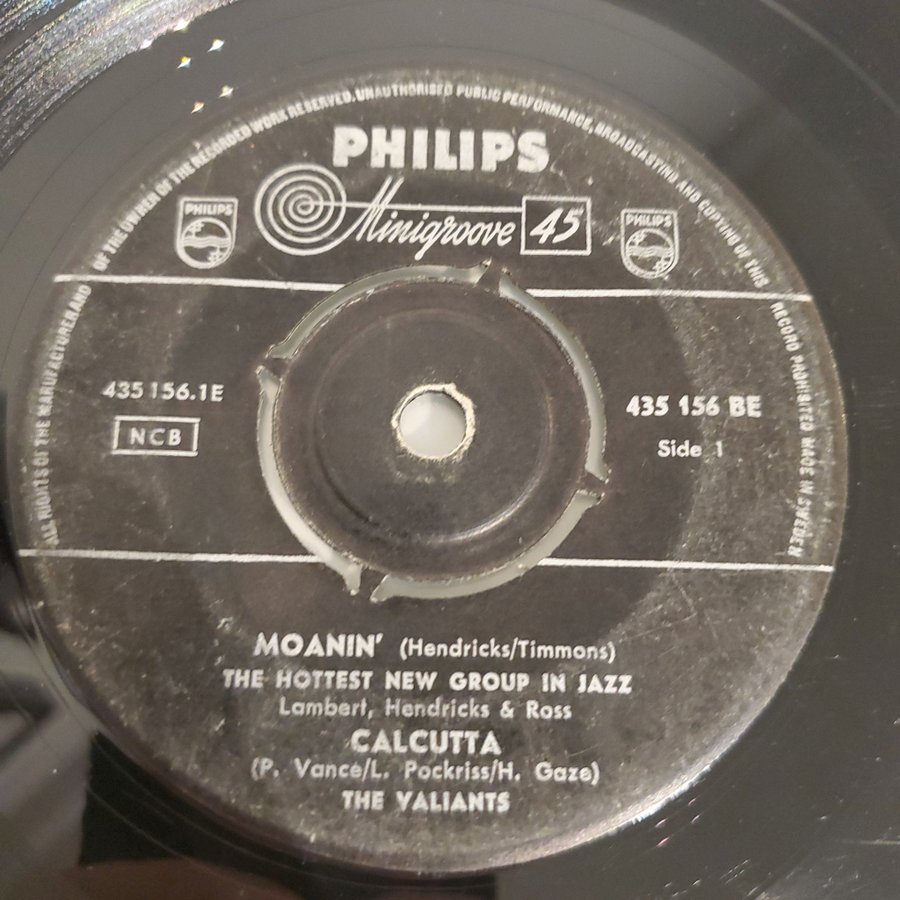 ALL RIGHTS OF THE MANUFACTURER AND OF THE OWNER OF THE RECORDED WORK RESERVED. UNAUTHORISED PUBLIC PERFORMANCE, BROADCASTING AND COPYING OF THIS RECORD PROHIBITED MADE IN SWEDEN
PHILIPS
Minigroove 45
PHILIPS
PHILIPS
435 156.1E
NCB
435 156 BE
Side 1
MOANIN' (Hendricks/Timmons)
THE HOTTEST NEW GROUP IN JAZZ
Lambert, Hendricks & Ross
CALCUTTA
(P. Vance/L. Pockriss/H. Gaze)
THE VALIANTS